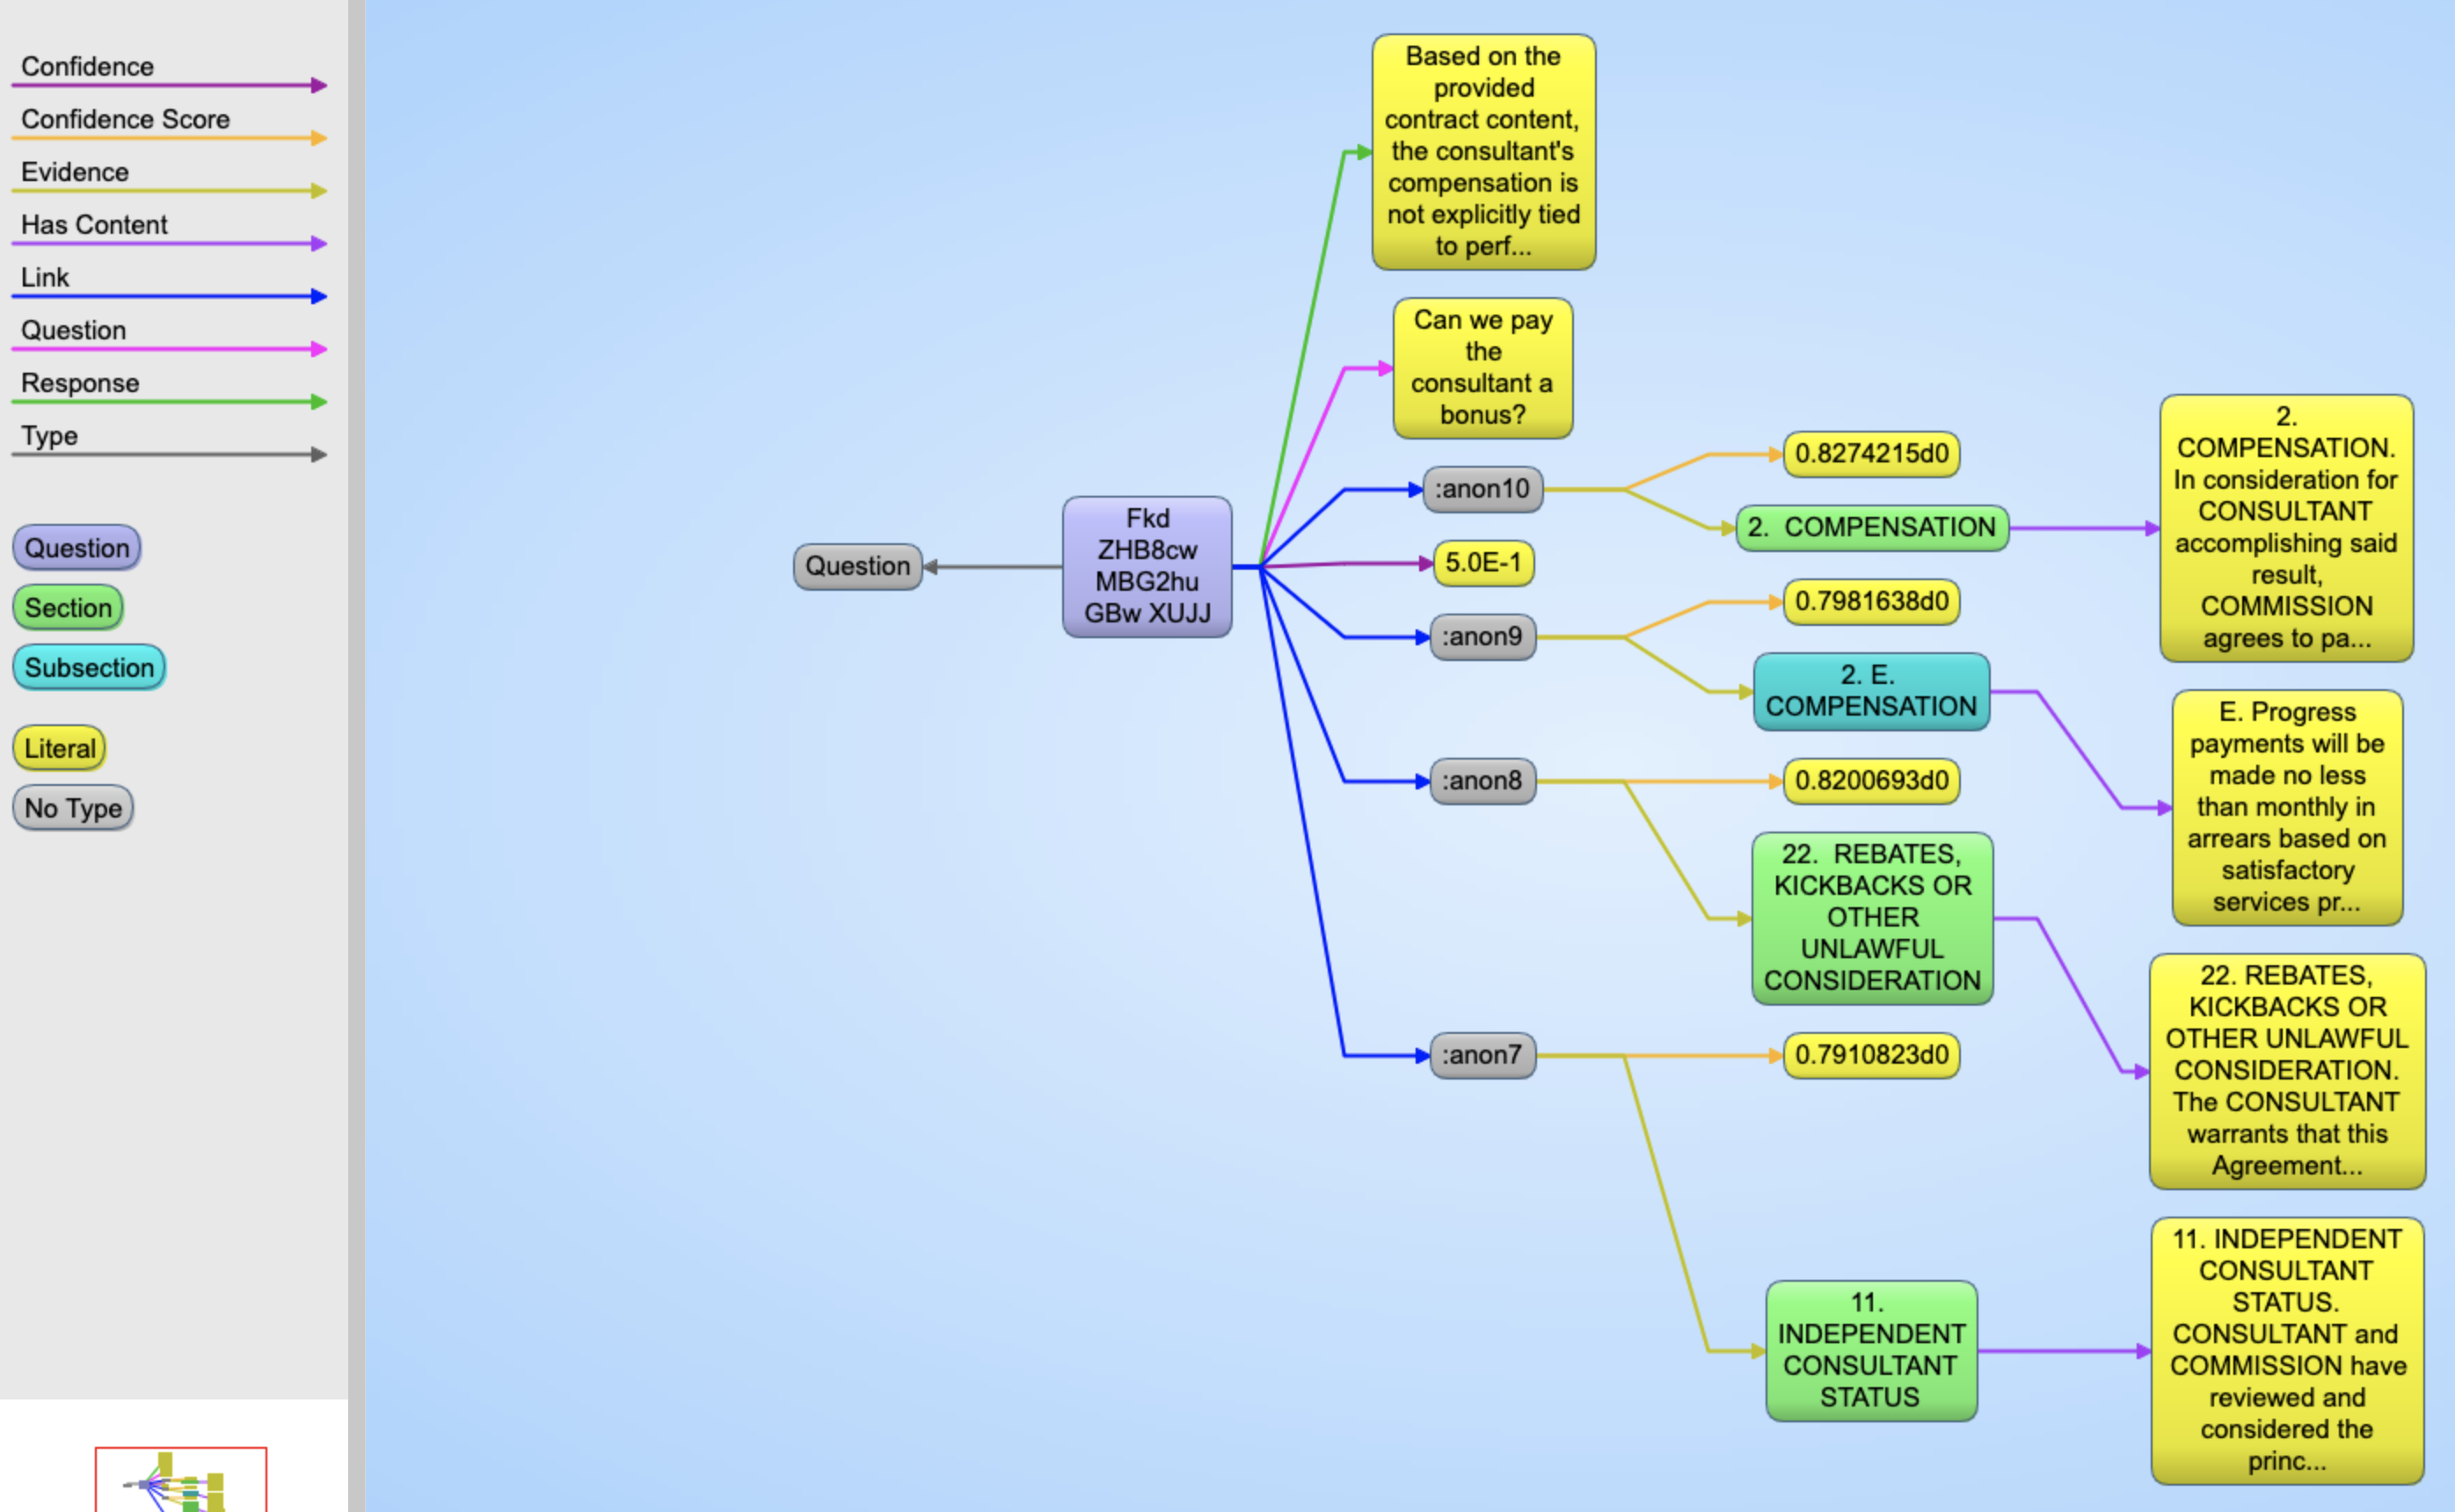 Confidence
Confidence Score
Evidence
Has Content
Link
Question
Response
Type
Question
Section
Subsection
Literal
No Type
Question
Fkd
ZHB8cw
MBG2hu
GBw XUJJ
Based on the
provided
contract content,
the consultant's
compensation is
not explicitly tied
to perf...
Can we pay
the
consultant a
bonus?
:anon10
0.8274215d0
2.  COMPENSATION
2.
COMPENSATION.
In consideration for
CONSULTANT
accomplishing said
result,
COMMISSION
agrees to pa...
5.0E-1
:anon9
0.7981638d0
2. E.
COMPENSATION
E. Progress
payments will be
made no less
than monthly in
arrears based on
satisfactory
services pr...
:anon8
0.8200693d0
22.  REBATES,
KICKBACKS OR
OTHER
UNLAWFUL
CONSIDERATION
22. REBATES,
KICKBACKS OR
OTHER UNLAWFUL
CONSIDERATION.
The CONSULTANT
warrants that this
Agreement...
:anon7
0.7910823d0
11.
INDEPENDENT
CONSULTANT
STATUS
11. INDEPENDENT
CONSULTANT
STATUS.
CONSULTANT and
COMMISSION have
reviewed and
considered the
princ...